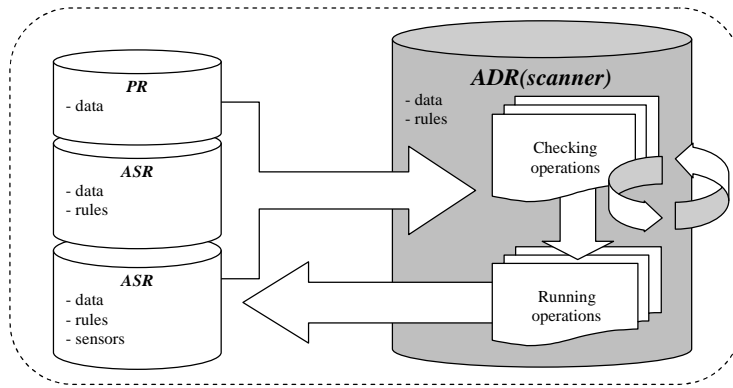 PR
- data
ASR
- data
- rules
ASR
- data
- rules
- sensors
ADR(scanner)
- data
- rules
Checking
operations
Running
operations